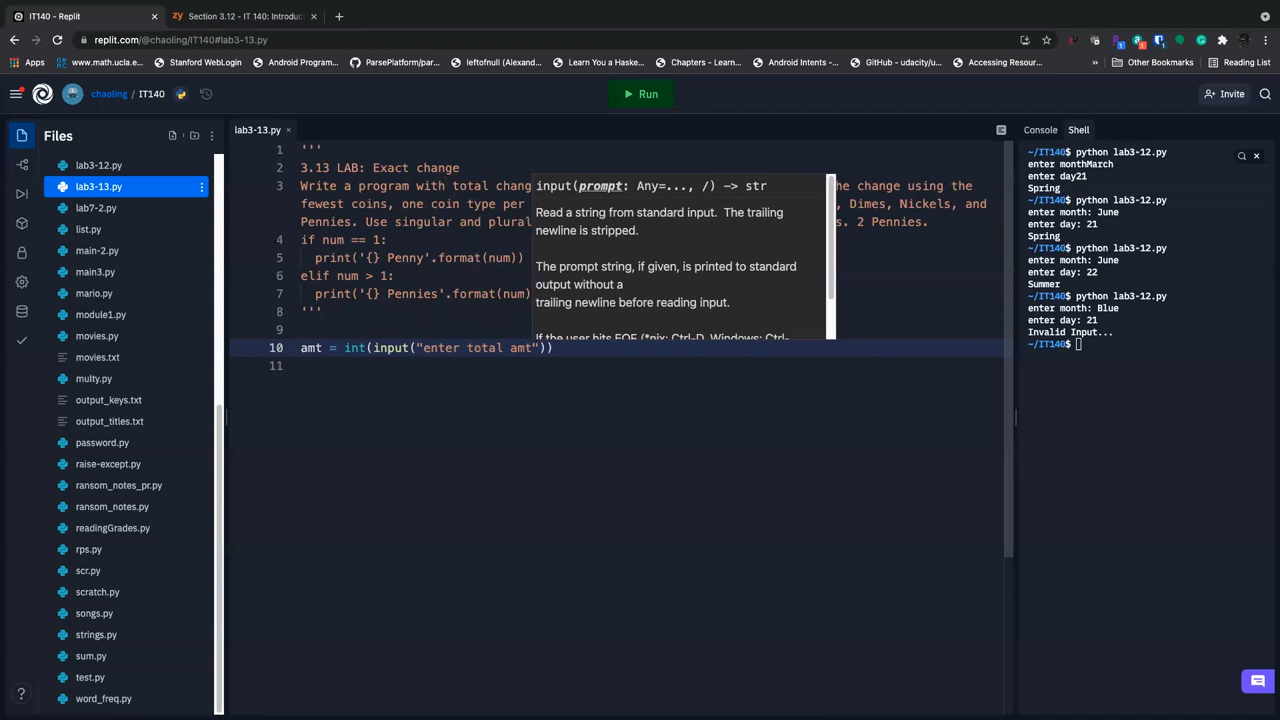 IT140 - Replit
Section 3.12 - IT 140: Introduc
replit.com/@chaoling/IT140#lab3-13.py
Apps
www.math.ucla.e...
Stanford WebLogin
Android Program...
ParsePlatform/par...
leftofnull (Alexand...
Learn You a Haske...
Chapters - Learn...
Android Intents -...
GitHub - udacity/u...
Accessing Resour...
»
Other Bookmarks
Reading List
chaoling / IT140
Run
Invite
Files
lab3-12.py
lab3-13.py
lab7-2.py
list.py
main-2.py
main3.py
mario.py
module1.py
movies.py
movies.txt
multy.py
output_keys.txt
output_titles.txt
password.py
raise-except.py
ransom_notes_pr.py
ransom_notes.py
readingGrades.py
rps.py
scr.py
scratch.py
songs.py
strings.py
sum.py
test.py
word_freq.py
?
lab3-13.py
1 '''
2 3.13 LAB: Exact change
3 Write a program with total chang he change using the
fewest coins, one coin type per , Dimes, Nickels, and
Pennies. Use singular and plura s. 2 Pennies.
4 if num == 1:
5 print('{} Penny'.format(num))
6 elif num > 1:
7 print('{} Pennies'.format(num)
8 '''
9
10 amt = int(input("enter total amt"))
11
input(prompt: Any=..., /) -> str
Read a string from standard input. The trailing
newline is stripped.
The prompt string, if given, is printed to standard
output without a
trailing newline before reading input.
If the user hits EOF (*nix: Ctrl-D, Windows: Ctrl-
Console
Shell
~/IT140$ python lab3-12.py
enter monthMarch
enter day21
Spring
~/IT140$ python lab3-12.py
enter month: June
enter day: 21
Spring
~/IT140$ python lab3-12.py
enter month: June
enter day: 22
Summer
~/IT140$ python lab3-12.py
enter month: Blue
enter day: 21
Invalid Input...
~/IT140$